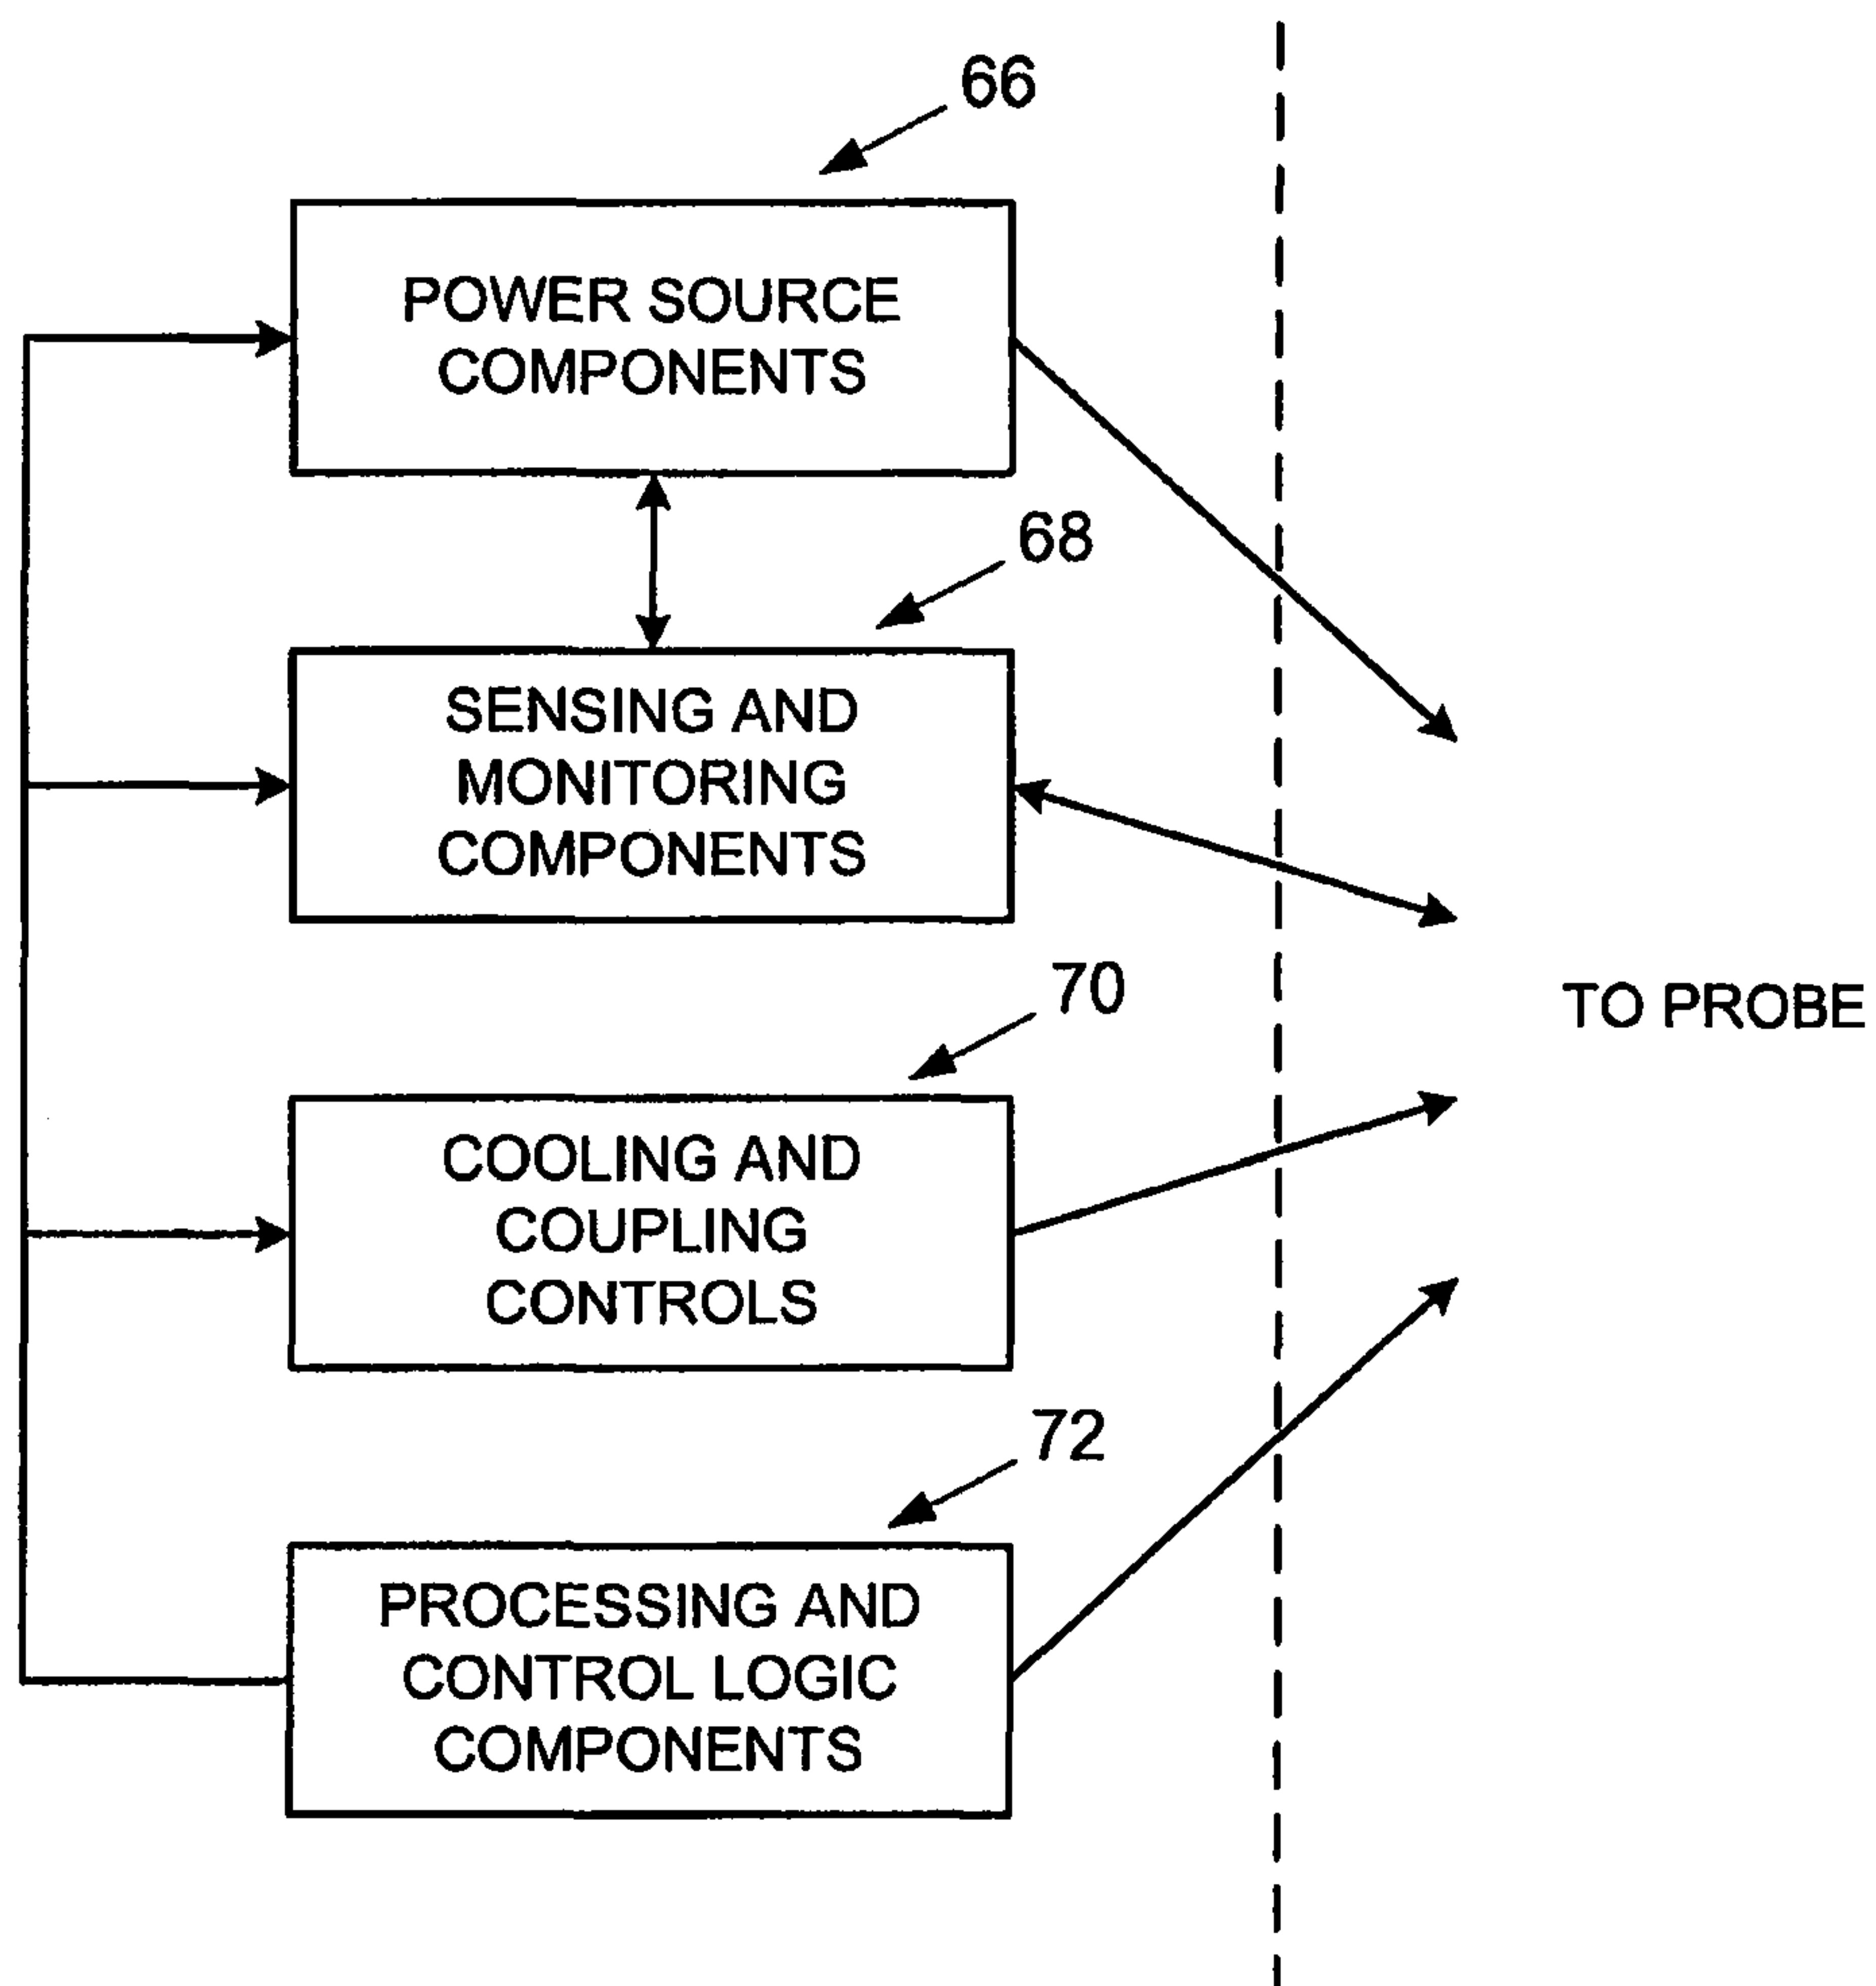 66
POWER SOURCE
COMPONENTS
68
SENSING AND
MONITORING
COMPONENTS
70
TO PROBE
COOLING AND
COUPLING
CONTROLS
72
PROCESSING AND
CONTROL LOGIC
COMPONENTS